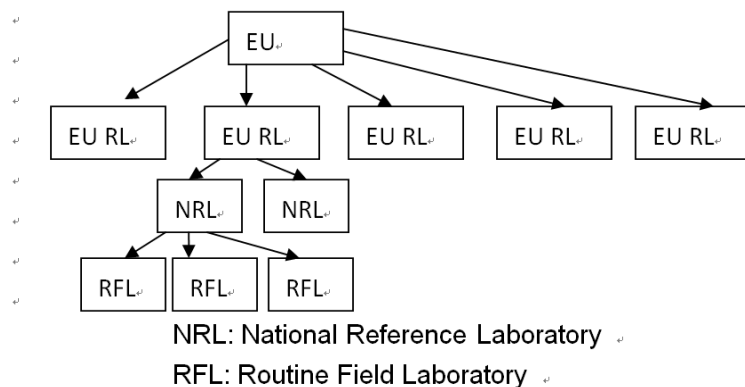 EU
EU RL EU RL EU RL EU RL EU RL
NRL NRL
RFL RFL RFL
NRL: National Reference Laboratory
RFL: Routine Field Laboratory